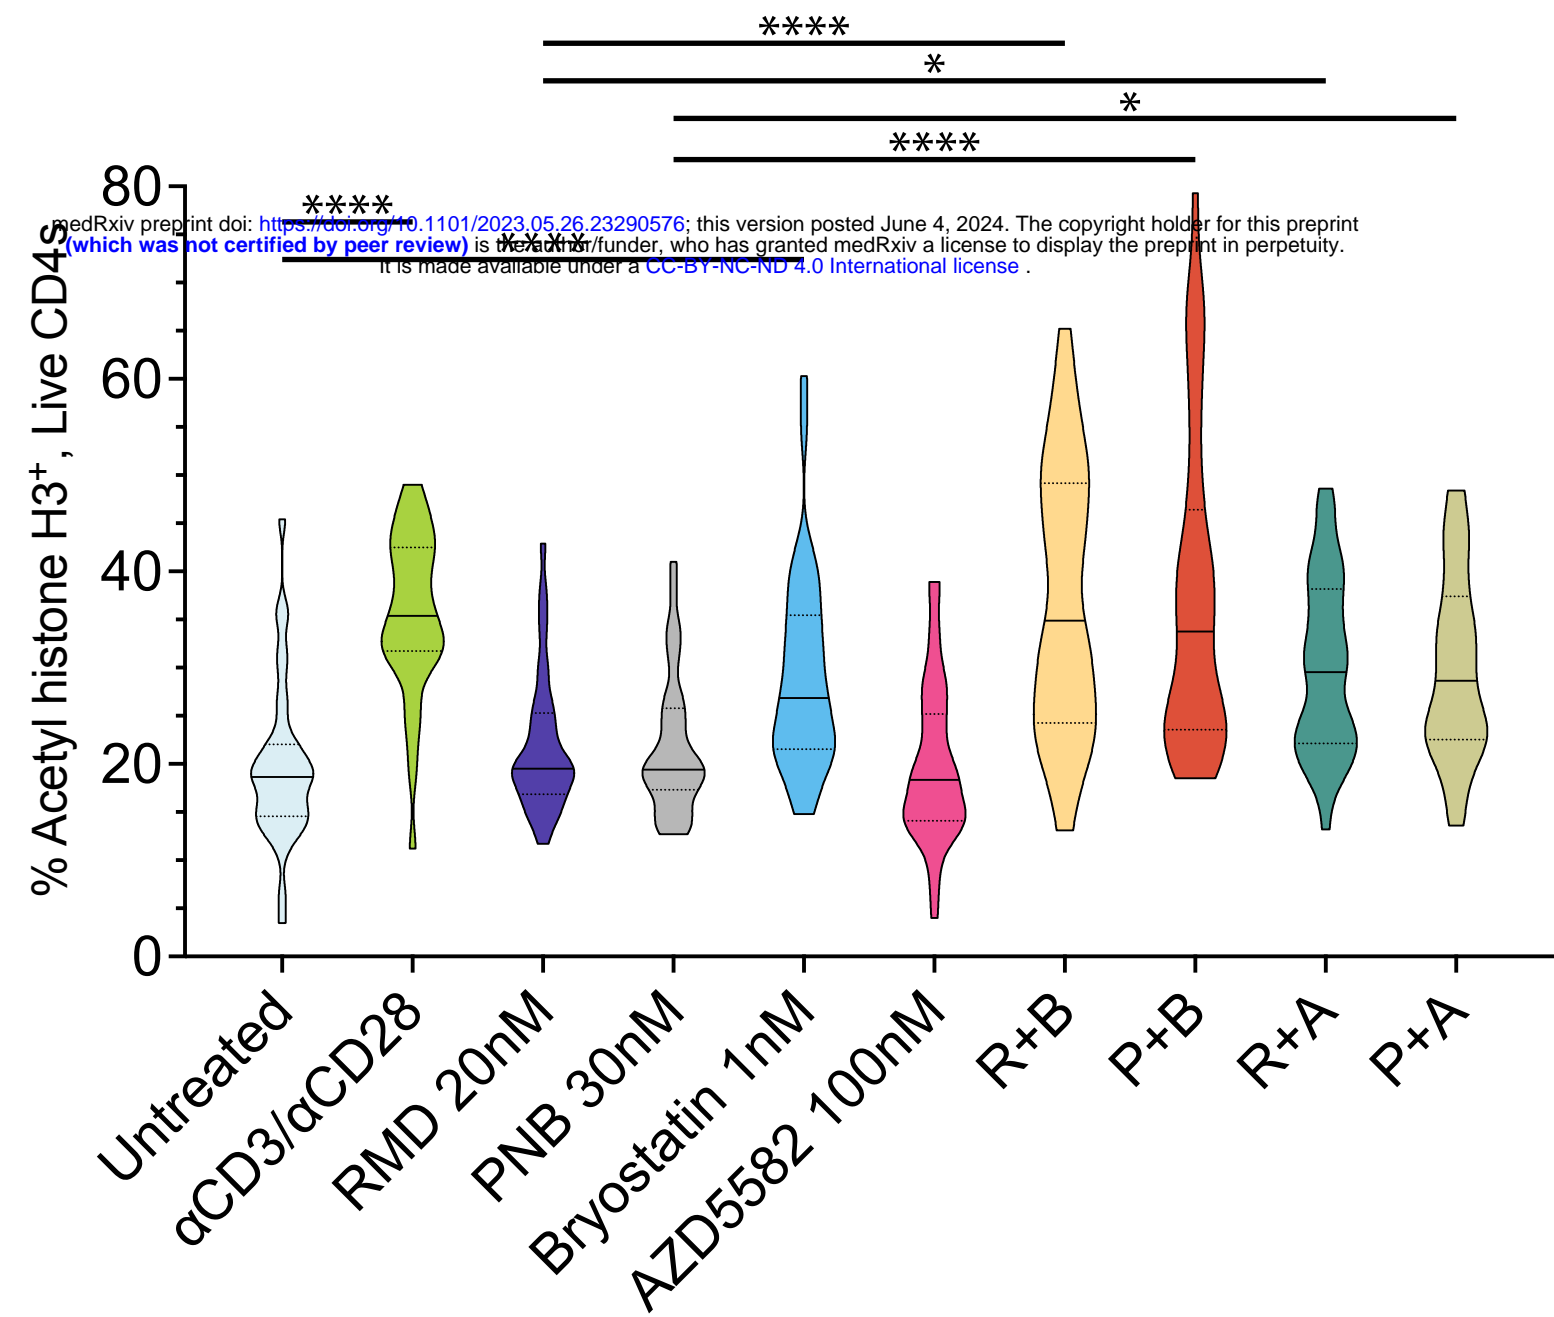 ****
*
*
****
80
****
medRxiv preprint doi: https://doi.org/10.1101/2023.05.26.23290576; this version posted June 4, 2024. The copyright holder for this preprint
(which was not certified by peer review) is the author/funder, who has granted medRxiv a license to display the preprint in perpetuity.
****
It is made available under a CC-BY-NC-ND 4.0 International license .
% Acetyl histone H3+, Live CD4s
60
40
20
0
Untreated
αCD3/αCD28
RMD 20nM
PNB 30nM
Bryostatin 1nM
AZD5582 100nM
R+B
P+B
R+A
P+A